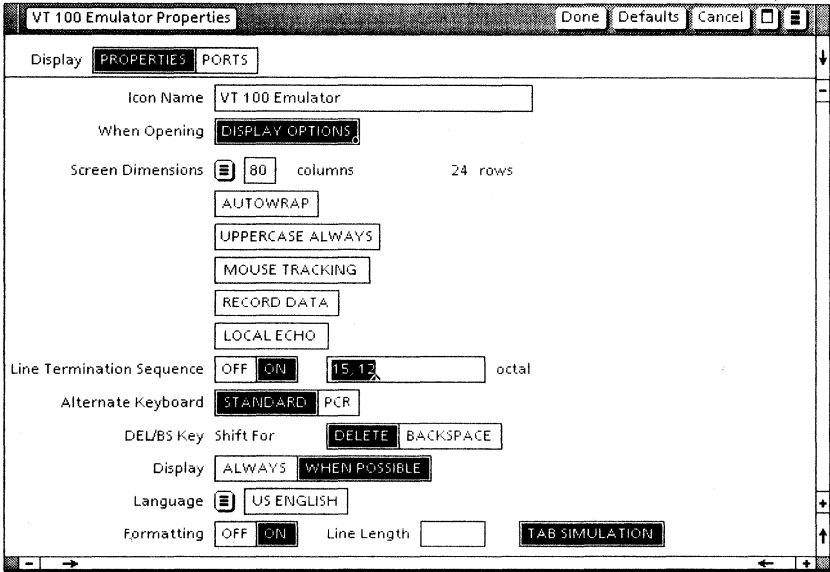 VT 100 Emulator Properties Done Defaults Cancel
Display PROPERTIES PORTS
Icon Name VT 100 Emulator
When Opening DISPLAY OPTIONS
Screen Dimensions 80 columns 24 rows
AUTOWRAP
UPPERCASE ALWAYS
MOUSE TRACKING
RECORD DATA
LOCAL ECHO
Line Termination Sequence OFF ON 15, 12 octal
Alternate Keyboard STANDARD PCR
DEL/BS Key Shift For DELETE BACKSPACE
Display ALWAYS WHEN POSSIBLE
Language US ENGLISH
Formatting OFF ON Line Length TAB SIMULATION